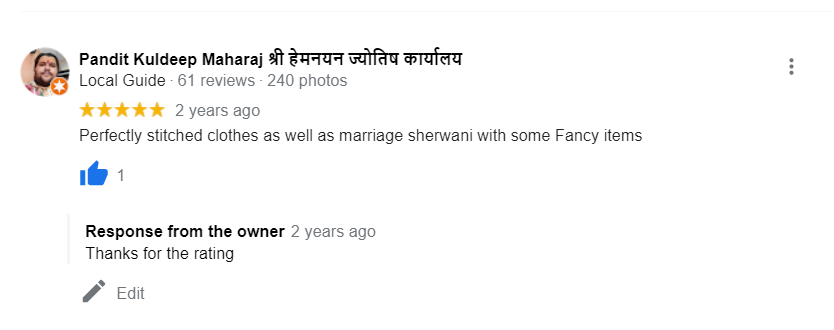 Pandit Kuldeep Maharaj श्री हेमनयन ज्योतिष कार्यालय
Local Guide · 61 reviews · 240 photos
2 years ago
Perfectly stitched clothes as well as marriage sherwani with some Fancy items
1
Response from the owner 2 years ago
Thanks for the rating
Edit